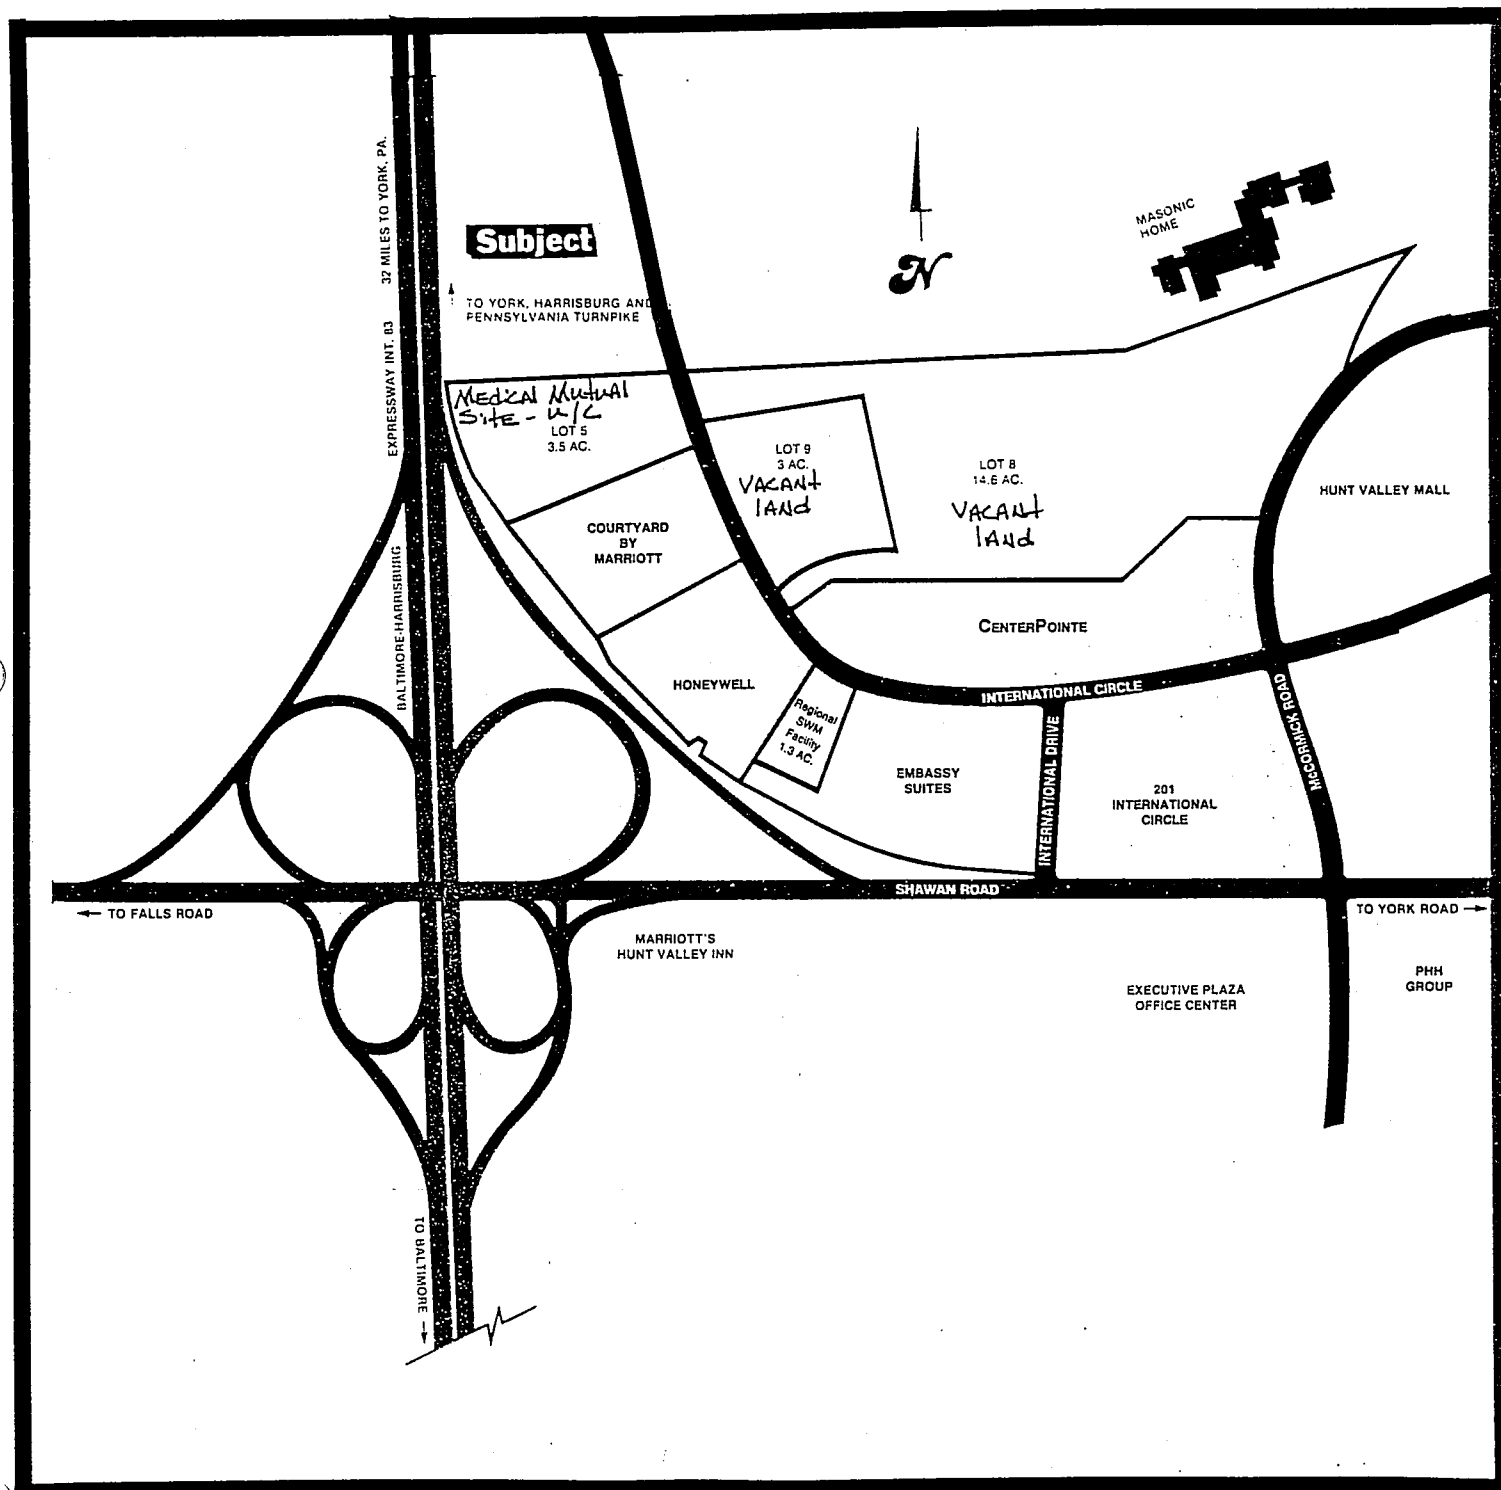 32 MILES TO YORK, PA.
EXPRESSWAY INT. 83
BALTIMORE-HARRISBURG
Subject
TO YORK, HARRISBURG AND
PENNSYLVANIA TURNPIKE
N
MASONIC
HOME
MEDICAL MUTUAL
SITE - U/C
LOT 5
3.5 AC.
LOT 9
3 AC.
VACANT
LAND
LOT 8
14.6 AC.
VACANT
LAND
HUNT VALLEY MALL
COURTYARD
BY
MARRIOTT
CENTERPOINTE
HONEYWELL
INTERNATIONAL CIRCLE
Regional
SWM
Facility
1.3 AC.
INTERNATIONAL DRIVE
McCORMICK ROAD
EMBASSY
SUITES
201
INTERNATIONAL
CIRCLE
SHAWAN ROAD
← TO FALLS ROAD
TO YORK ROAD →
MARRIOTT'S
HUNT VALLEY INN
EXECUTIVE PLAZA
OFFICE CENTER
PHH
GROUP
TO BALTIMORE →